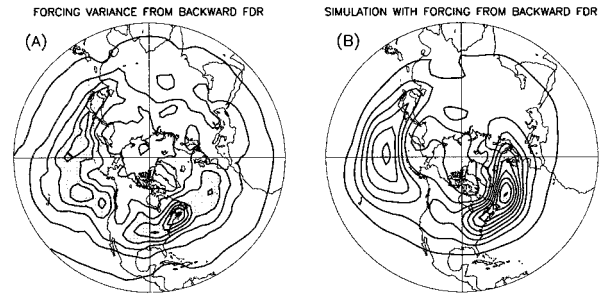 FORCING VARIANCE FROM BACKWARD FDR
SIMULATION WITH FORCING FROM BACKWARD FDR
(A)
(B)